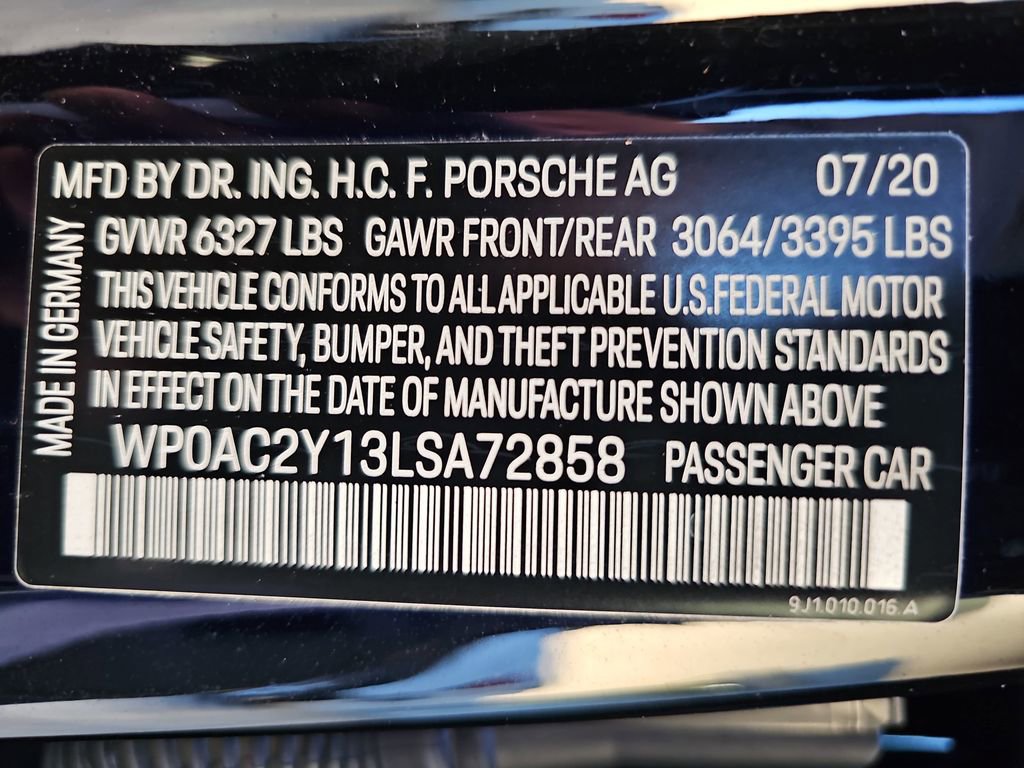 MFD BY DR. ING. H.C. F. PORSCHE AG 07/20
GVWR 6327 LBS GAWR FRONT/REAR 3064/3395 LBS
THIS VEHICLE CONFORMS TO ALL APPLICABLE U.S.FEDERAL MOTOR
VEHICLE SAFETY, BUMPER, AND THEFT PREVENTION STANDARDS
IN EFFECT ON THE DATE OF MANUFACTURE SHOWN ABOVE
WP0AC2Y13LSA72858 PASSENGER CAR
9J1.010.016.A
MADE IN GERMANY